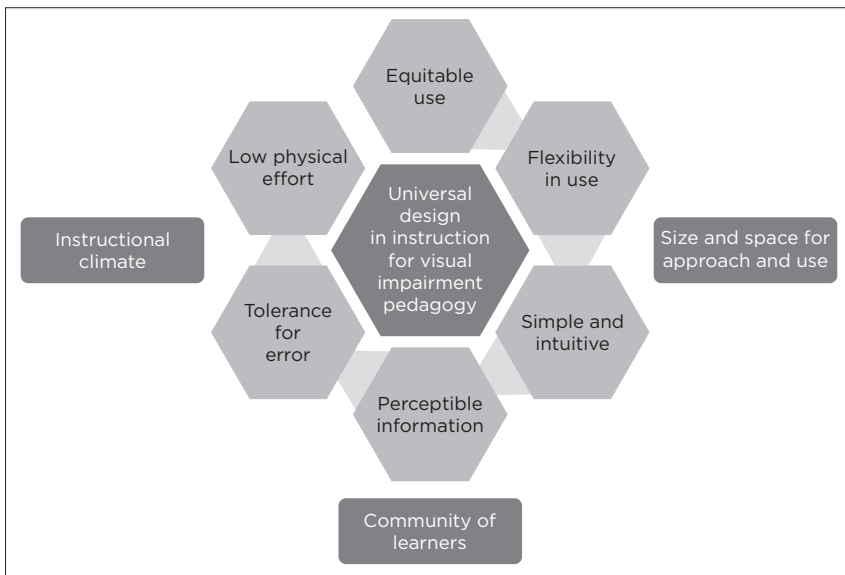 Equitable
use
Flexibility
in use
Simple and
intuitive
Perceptible
information
Tolerance
for
error
Low physical
effort
Universal
design
in instruction
for visual
impairment
pedagogy
Instructional
climate
Size and space for
approach and use
Community of
learners